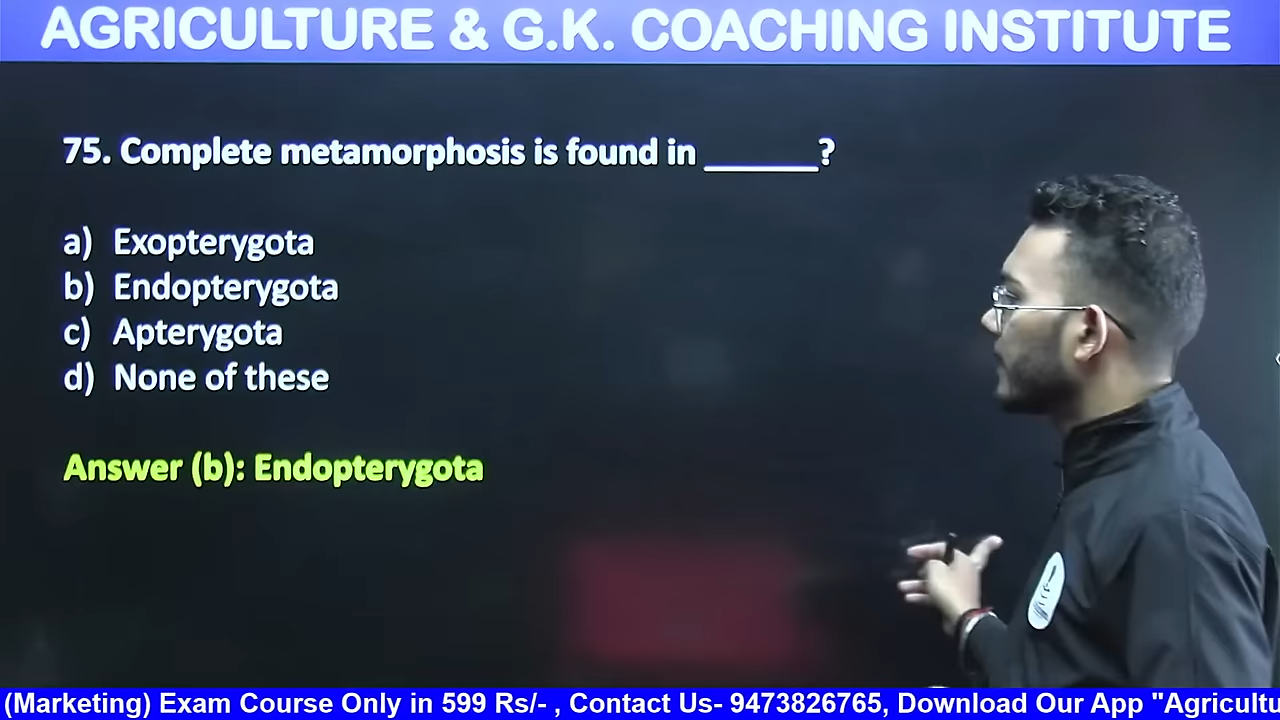 AGRICULTURE & G.K. COACHING INSTITUTE
75. Complete metamorphosis is found in ______?
a) Exopterygota
b) Endopterygota
c) Apterygota
d) None of these
Answer (b): Endopterygota
(Marketing) Exam Course Only in 599 Rs/- , Contact Us- 9473826765, Download Our App "Agricultu